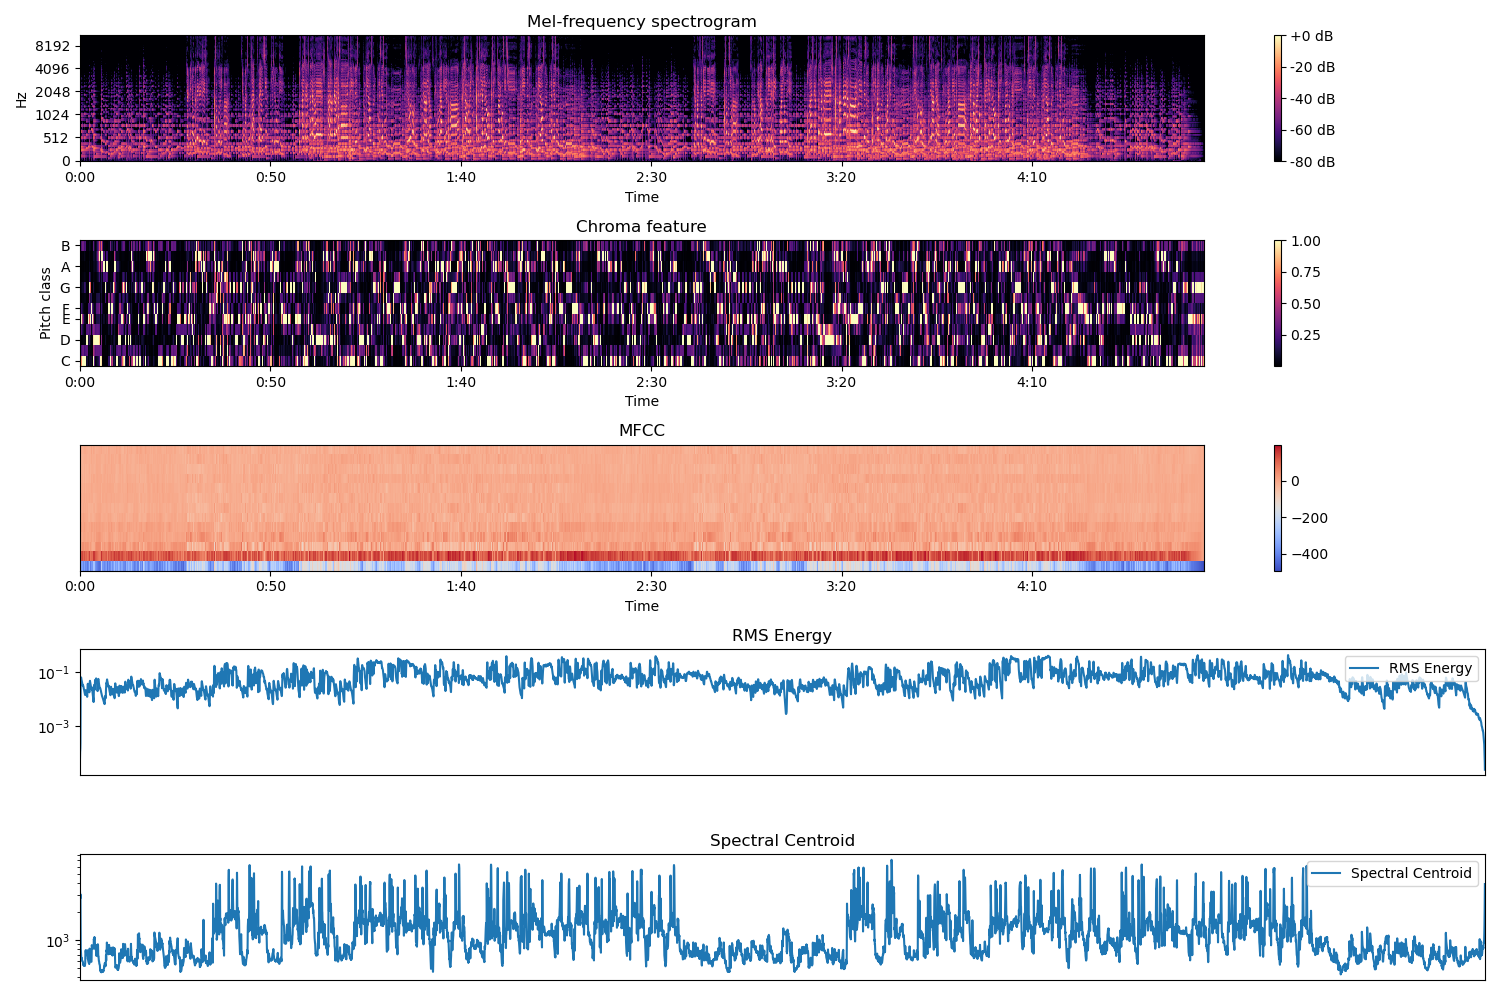 Mel-frequency spectrogram
8192
4096
2048
1024
512
0
Hz
0:00 0:50 1:40 2:30 3:20 4:10
Time
+0 dB
-20 dB
-40 dB
-60 dB
-80 dB
Chroma feature
B
A
G
F
E
D
C
Pitch class
0:00 0:50 1:40 2:30 3:20 4:10
Time
1.00
0.75
0.50
0.25
MFCC
0:00 0:50 1:40 2:30 3:20 4:10
Time
0
−200
−400
RMS Energy
10⁻¹
10⁻³
RMS Energy
Spectral Centroid
10³
Spectral Centroid